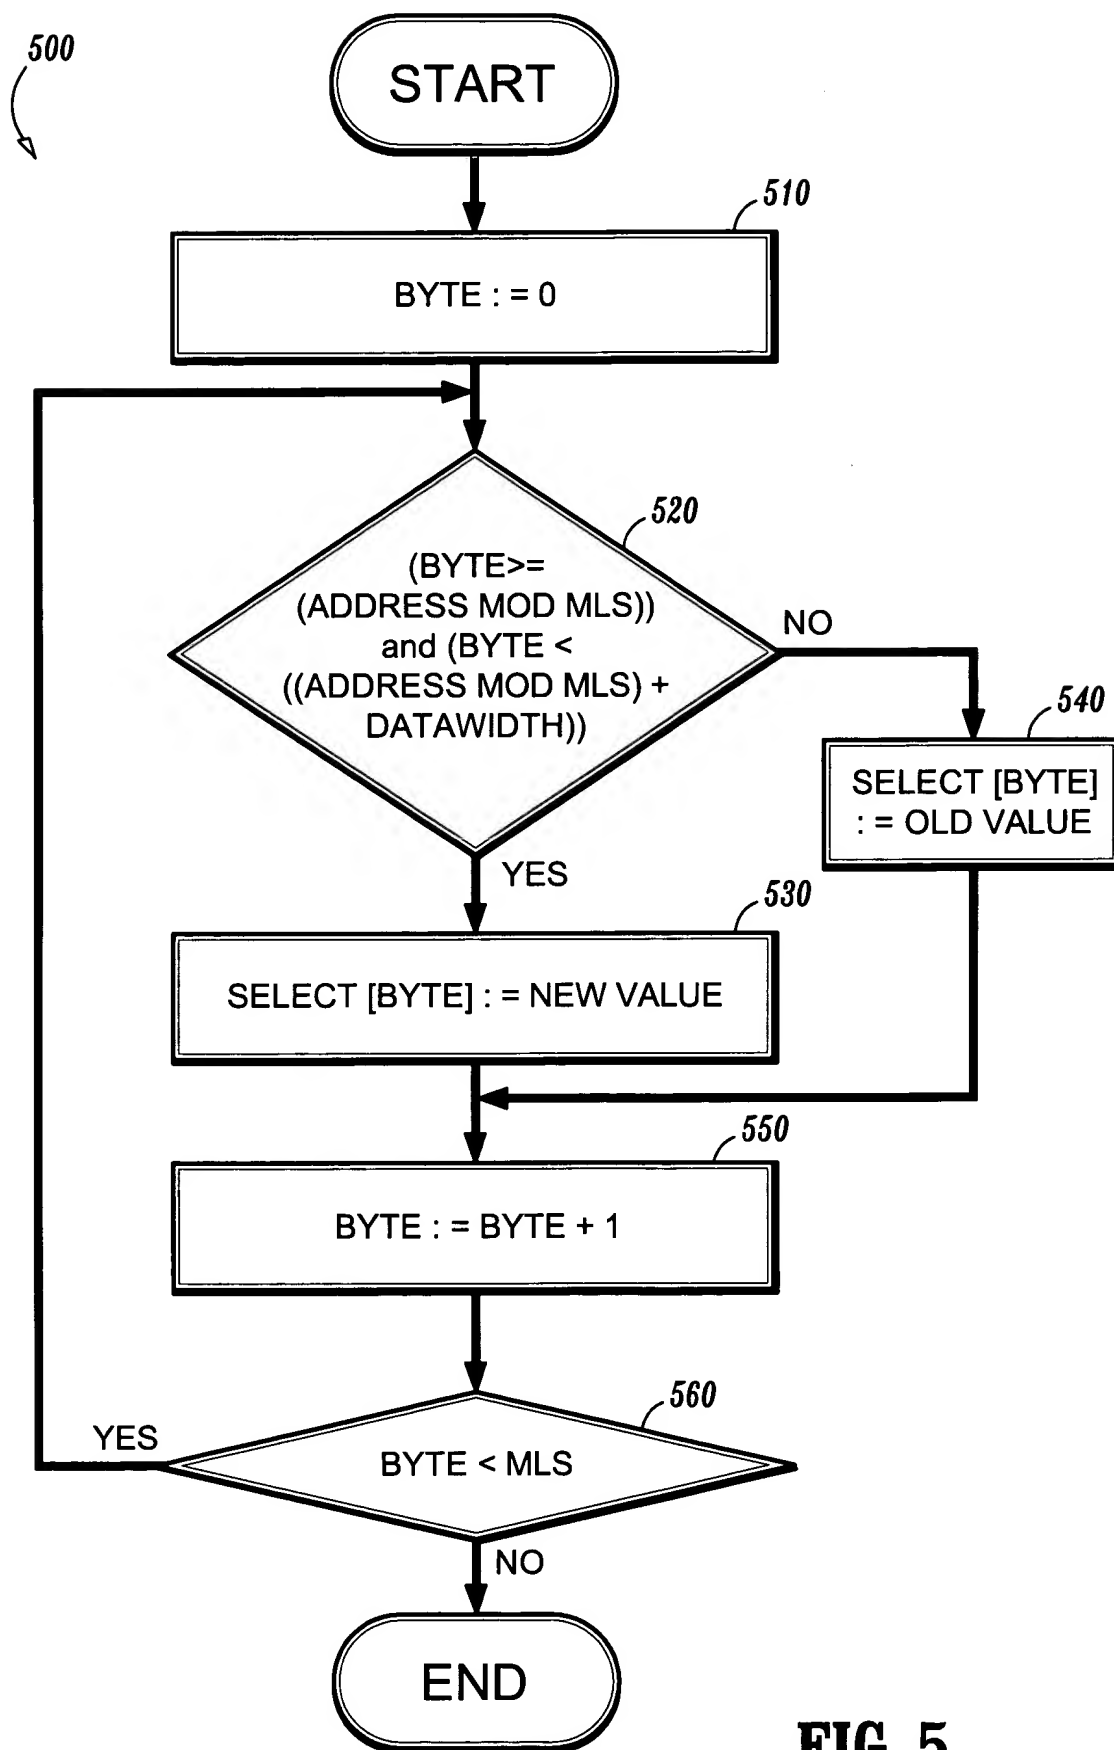 500
START
510
BYTE : = 0
520
(BYTE>=
(ADDRESS MOD MLS))
and (BYTE <
((ADDRESS MOD MLS) +
DATAWIDTH))
NO
540
SELECT [BYTE]
: = OLD VALUE
YES
530
SELECT [BYTE] : = NEW VALUE
550
BYTE : = BYTE + 1
560
YES
BYTE < MLS
NO
END
FIG. 5